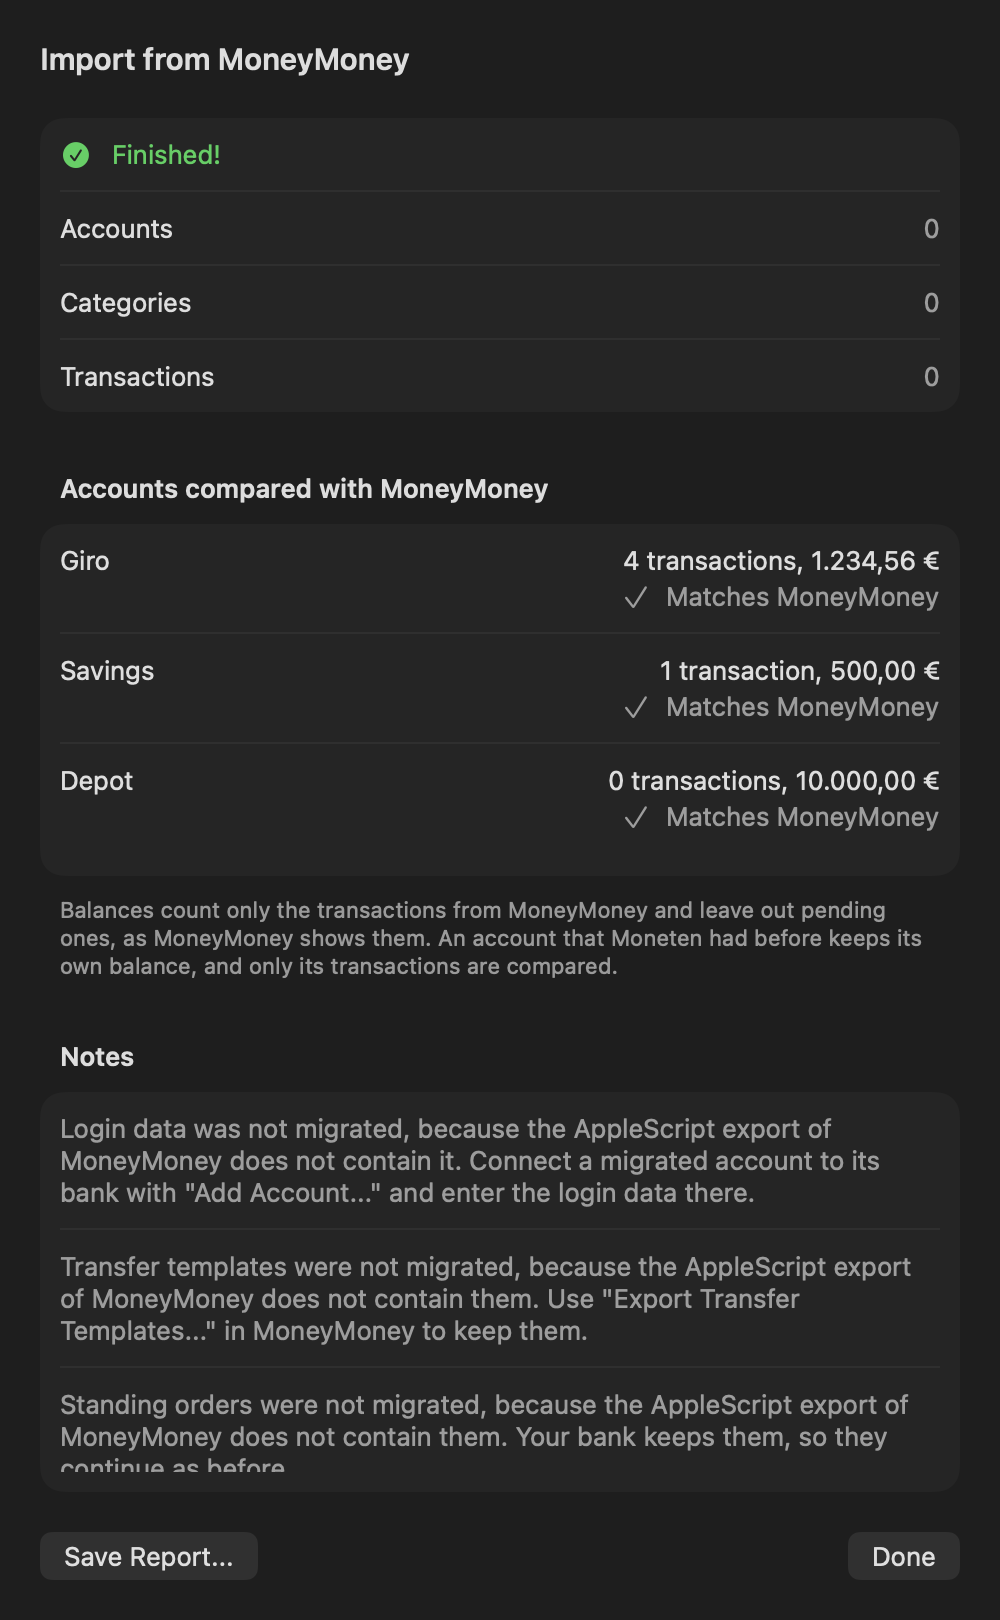 Import from MoneyMoney
Finished!
Accounts 0
Categories 0
Transactions 0
Accounts compared with MoneyMoney
Giro 4 transactions, 1.234,56 €
✓ Matches MoneyMoney
Savings 1 transaction, 500,00 €
✓ Matches MoneyMoney
Depot 0 transactions, 10.000,00 €
✓ Matches MoneyMoney
Balances count only the transactions from MoneyMoney and leave out pending
ones, as MoneyMoney shows them. An account that Moneten had before keeps its
own balance, and only its transactions are compared.
Notes
Login data was not migrated, because the AppleScript export of
MoneyMoney does not contain it. Connect a migrated account to its
bank with "Add Account..." and enter the login data there.
Transfer templates were not migrated, because the AppleScript export
of MoneyMoney does not contain them. Use "Export Transfer
Templates..." in MoneyMoney to keep them.
Standing orders were not migrated, because the AppleScript export of
MoneyMoney does not contain them. Your bank keeps them, so they
continue as before.
Save Report...
Done